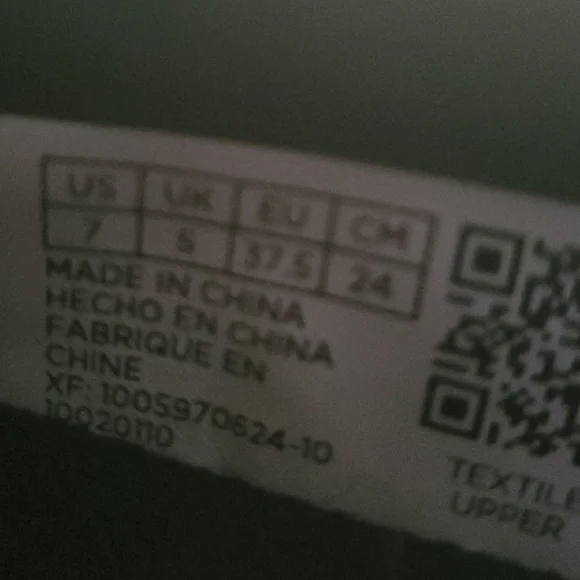 US UK EU CM
7 5 37.5 24
MADE IN CHINA
HECHO EN CHINA
FABRIQUE EN
CHINE
XF: 1005970624-10
10020110
TEXTILE
UPPER